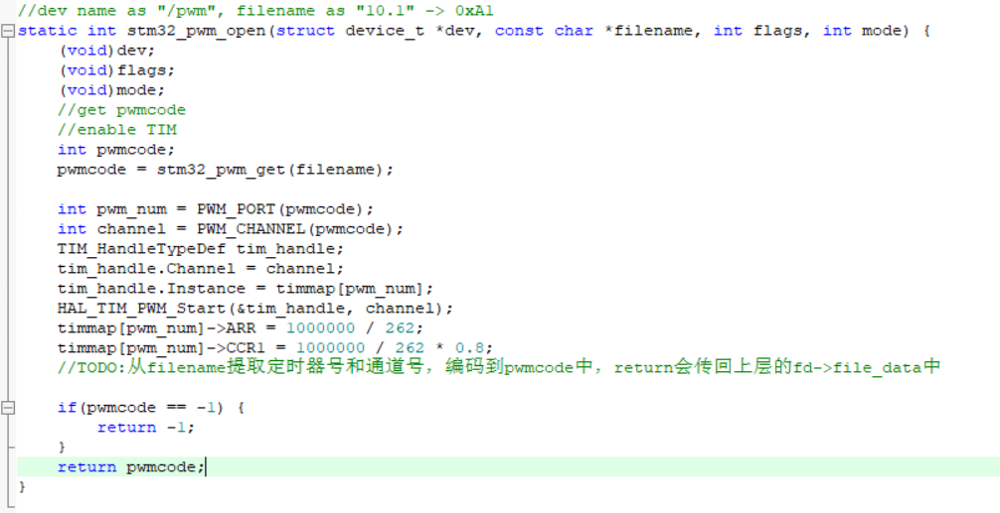 //dev name as "/pwm", filename as "10.1" -> 0xA1
static int stm32_pwm_open(struct device_t *dev, const char *filename, int flags, int mode) {
    (void)dev;
    (void)flags;
    (void)mode;
    //get pwmcode
    //enable TIM
    int pwmcode;
    pwmcode = stm32_pwm_get(filename);
    int pwm_num = PWM_PORT(pwmcode);
    int channel = PWM_CHANNEL(pwmcode);
    TIM_HandleTypeDef tim_handle;
    tim_handle.Channel = channel;
    tim_handle.Instance = timmap[pwm_num];
    HAL_TIM_PWM_Start(&tim_handle, channel);
    timmap[pwm_num]->ARR = 1000000 / 262;
    timmap[pwm_num]->CCR1 = 1000000 / 262 * 0.8;
    //TODO:从filename提取定时器号和通道号，编码到pwmcode中，return会传回上层的fd->file_data中
    if(pwmcode == -1) {
        return -1;
    }
    return pwmcode;
}